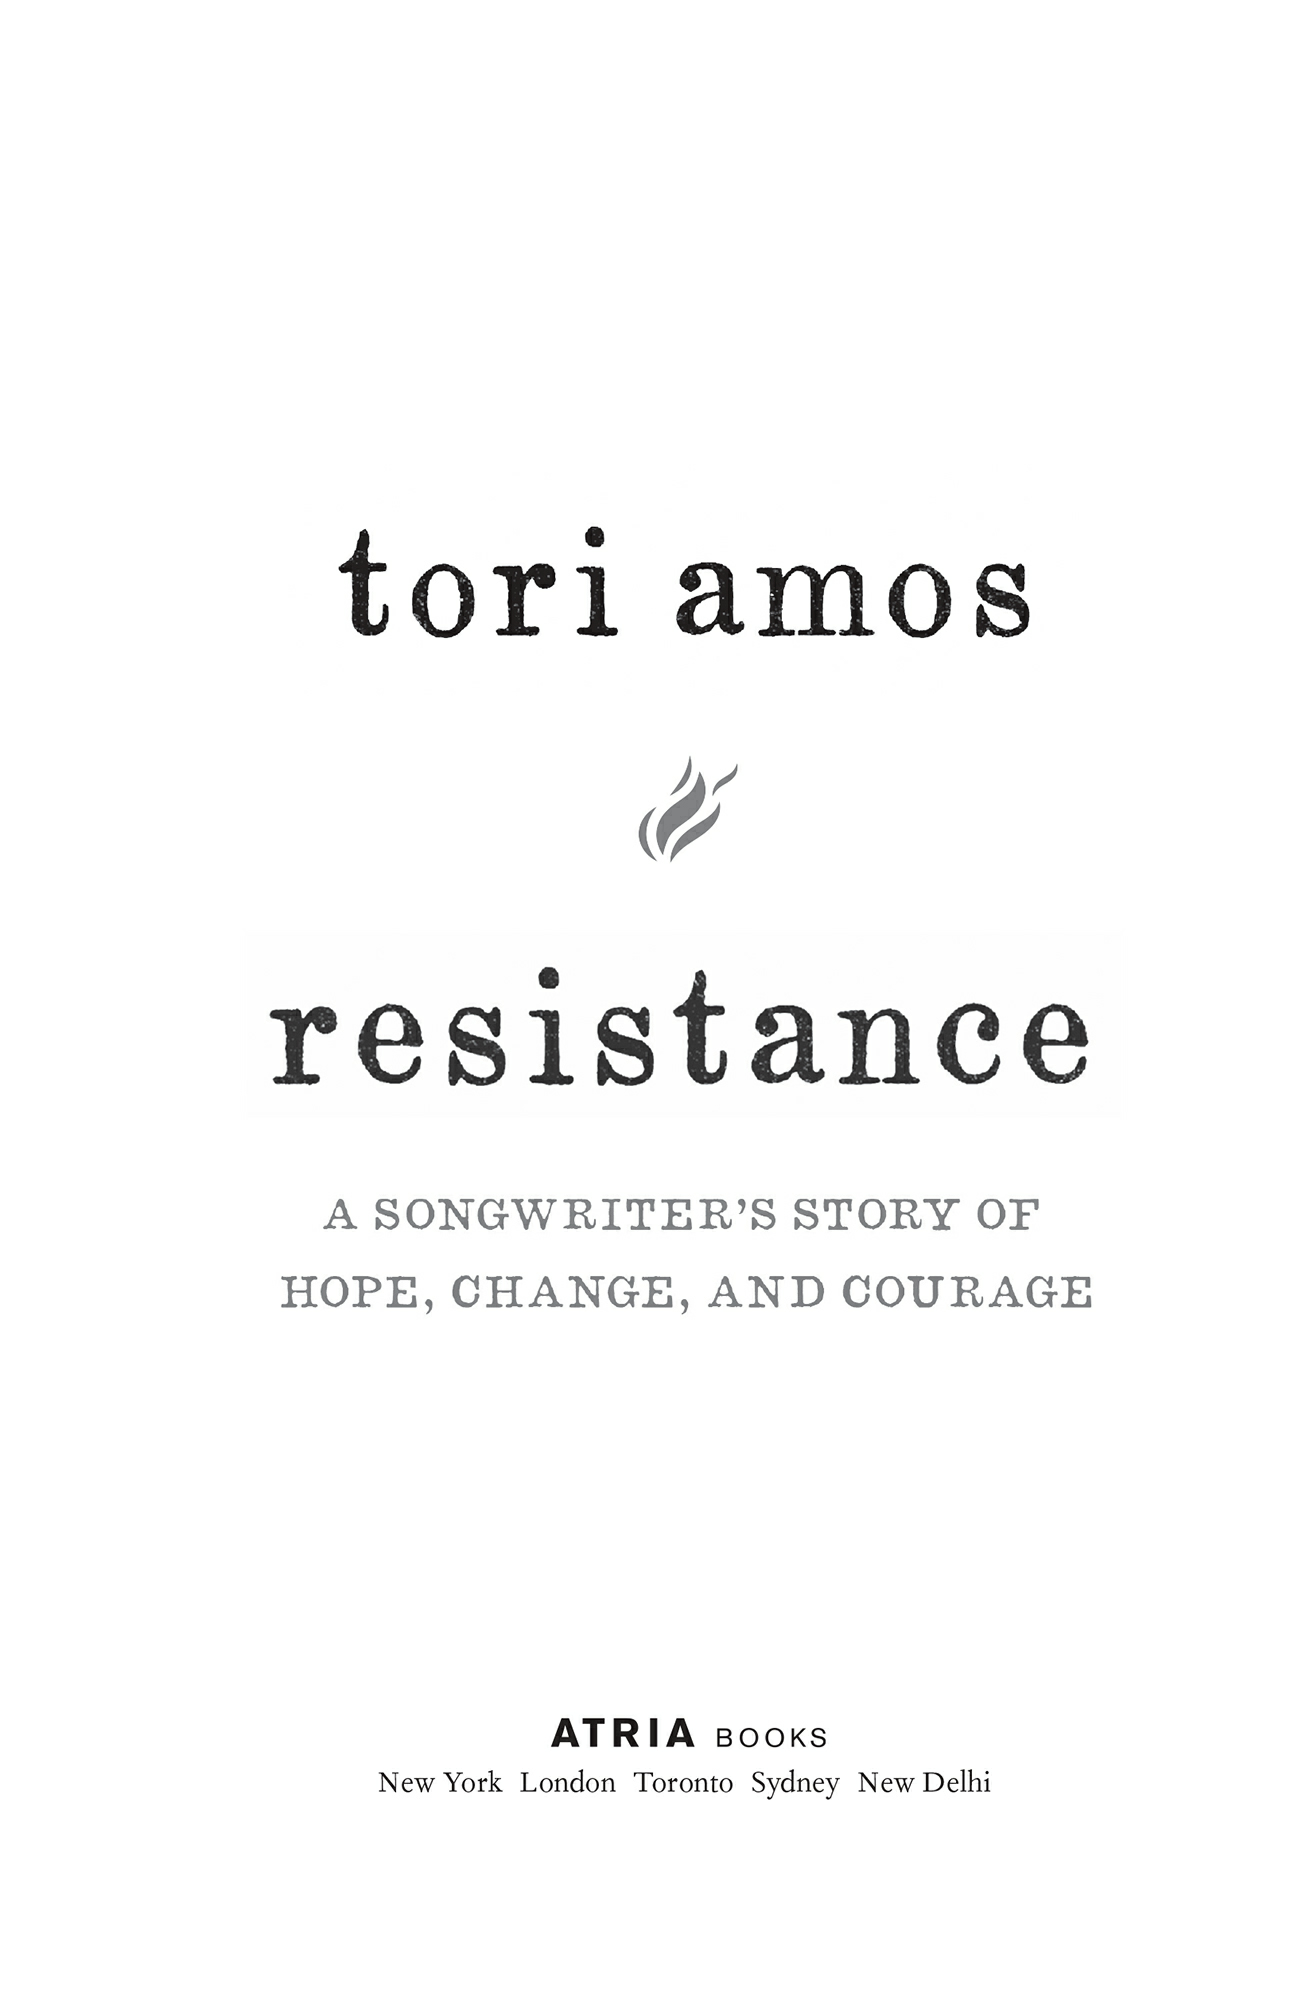 tori amos
resistance
A SONGWRITER’S STORY OF
HOPE, CHANGE, AND COURAGE
ATRIA BOOKS
New York London Toronto Sydney New Delhi